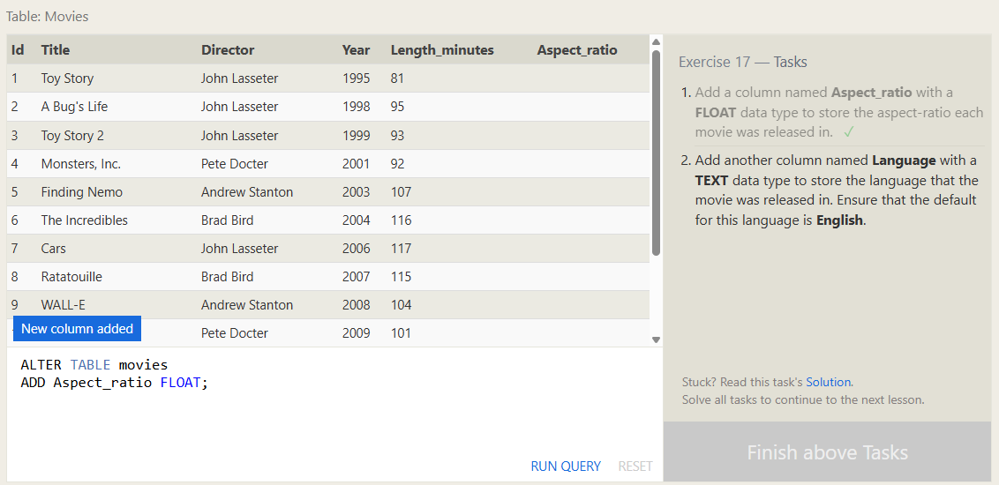 Table: Movies
Id Title Director Year Length_minutes Aspect_ratio
1 Toy Story John Lasseter 1995 81
2 A Bug's Life John Lasseter 1998 95
3 Toy Story 2 John Lasseter 1999 93
4 Monsters, Inc. Pete Docter 2001 92
5 Finding Nemo Andrew Stanton 2003 107
6 The Incredibles Brad Bird 2004 116
7 Cars John Lasseter 2006 117
8 Ratatouille Brad Bird 2007 115
9 WALL-E Andrew Stanton 2008 104
Pete Docter 2009 101
New column added
ALTER TABLE movies
ADD Aspect_ratio FLOAT;
RUN QUERY RESET
Exercise 17 — Tasks
1. Add a column named Aspect_ratio with a
FLOAT data type to store the aspect-ratio each
movie was released in. ✓
2. Add another column named Language with a
TEXT data type to store the language that the
movie was released in. Ensure that the default
for this language is English.
Stuck? Read this task's Solution.
Solve all tasks to continue to the next lesson.
Finish above Tasks